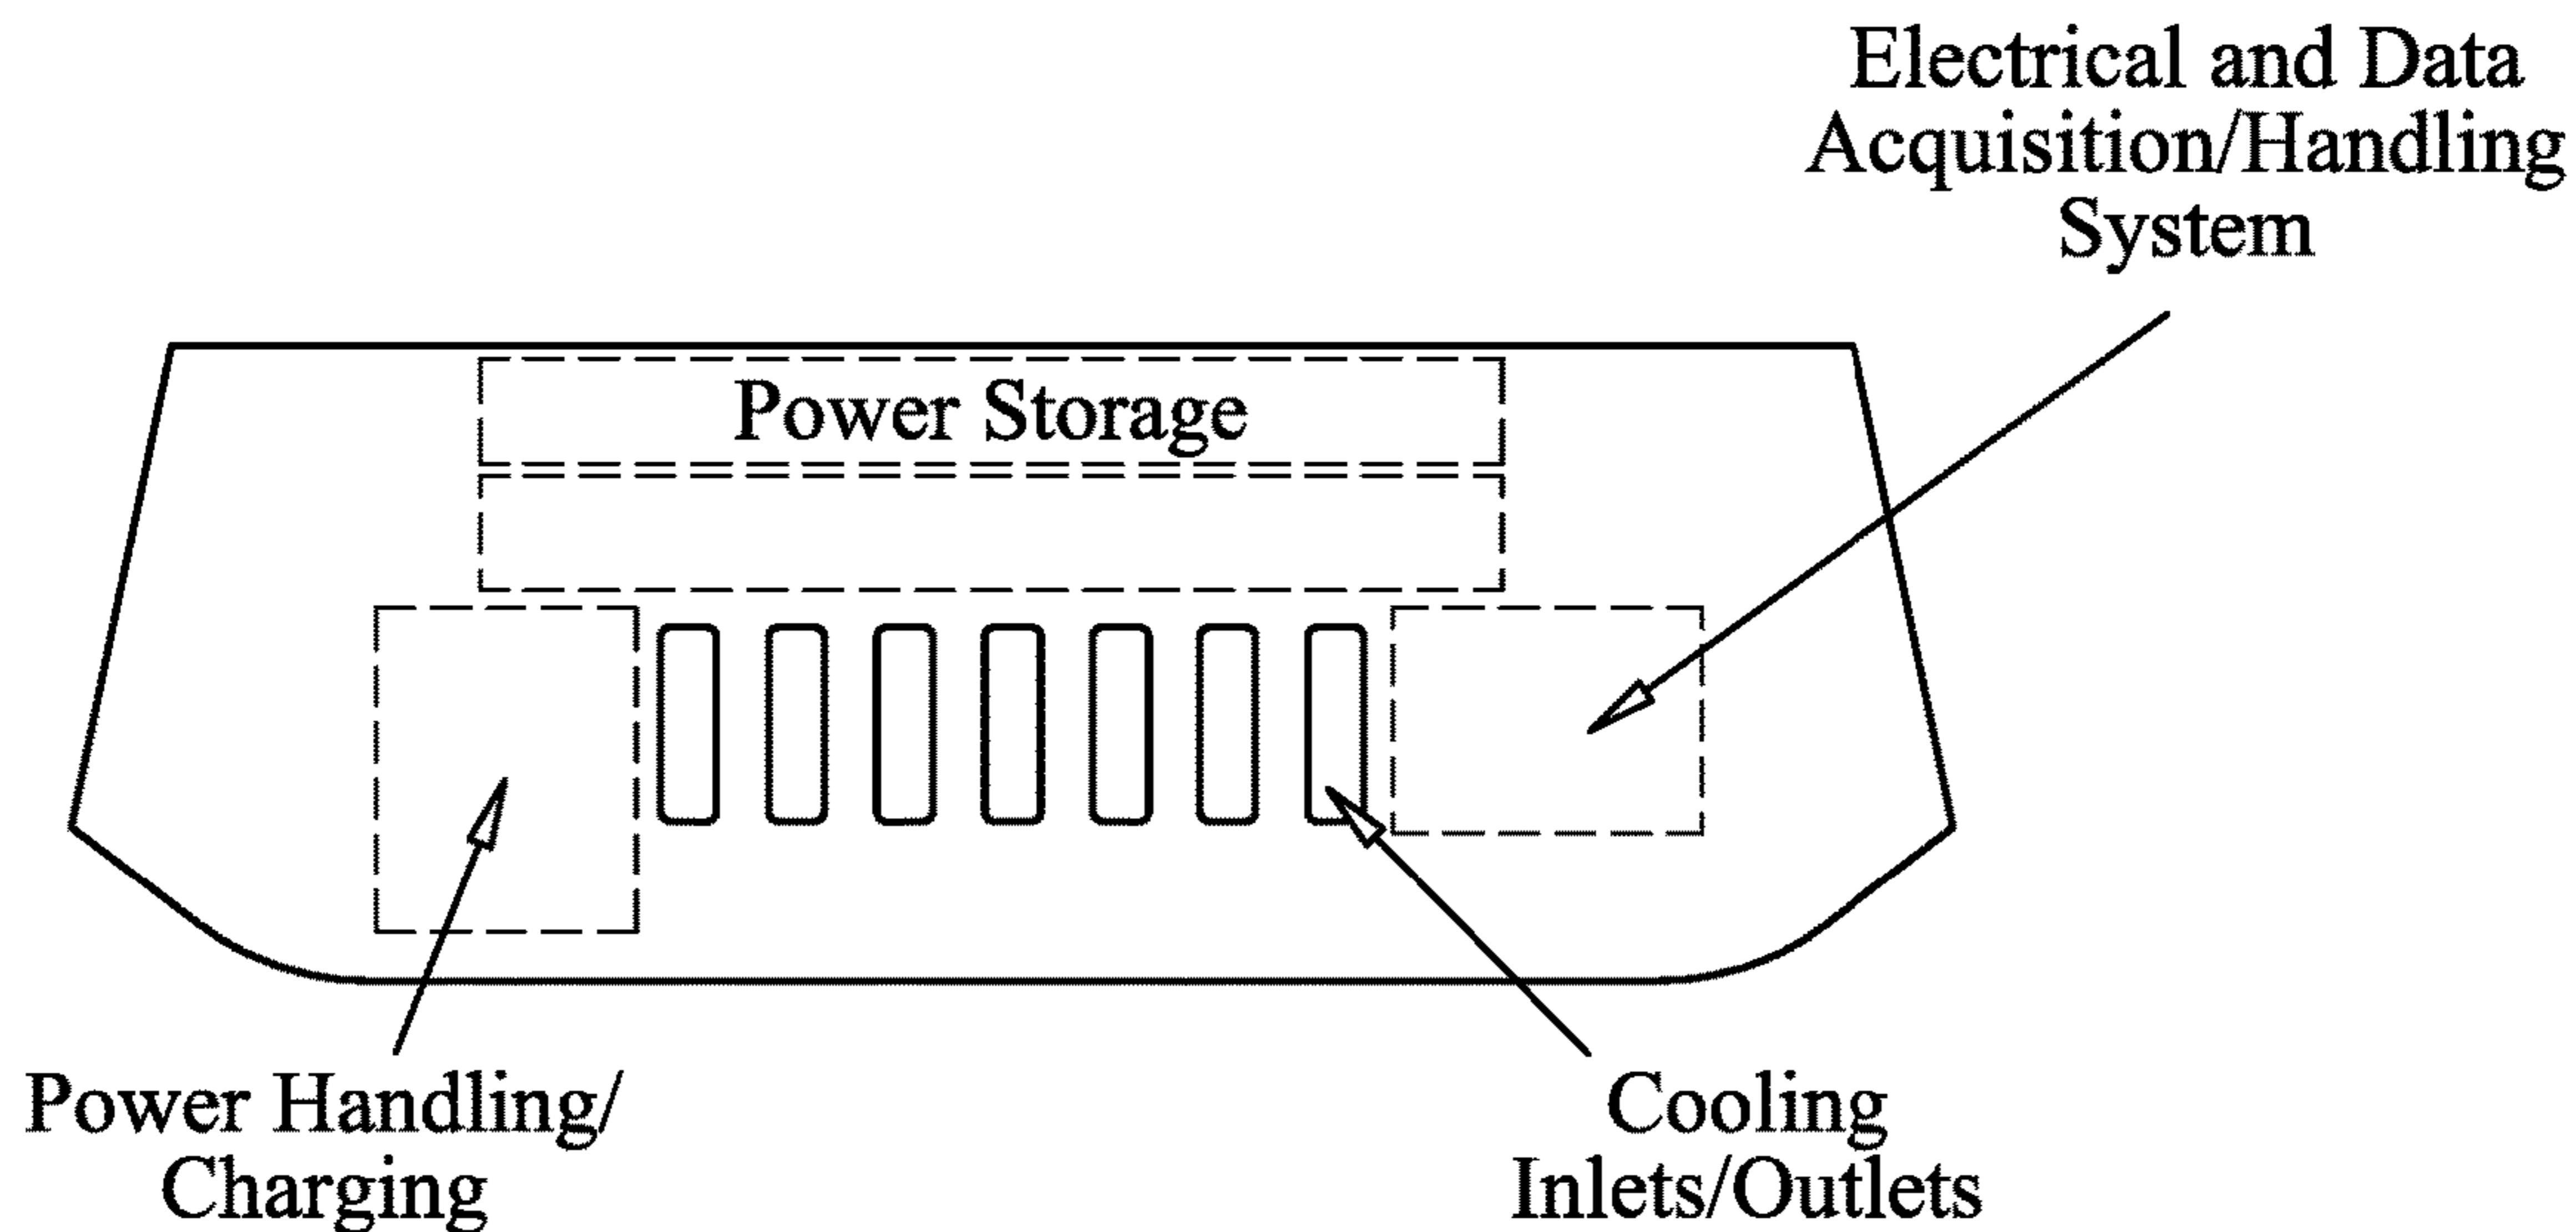 Electrical and Data
Acquisition/Handling
System
Power Storage
Power Handling/
Charging
Cooling
Inlets/Outlets